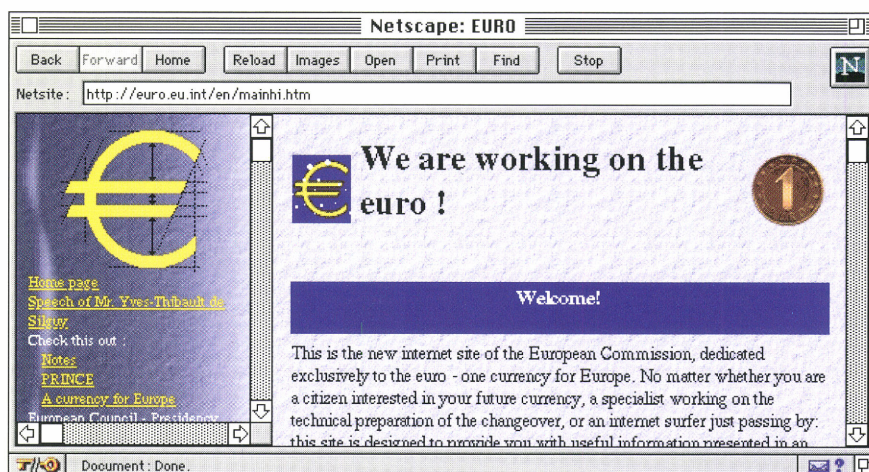 Netscape: EURO
Back Forward Home Reload Images Open Print Find Stop
N
Netsite: http://euro.eu.int/en/mainhi.htm
Home page
Speech of Mr. Yves-Thibault de
Silguy
Check this out :
Notes
PRINCE
A currency for Europe
European Council - Presidency
We are working on the
euro !
1
Welcome!
This is the new internet site of the European Commission, dedicated
exclusively to the euro - one currency for Europe. No matter whether you are
a citizen interested in your future currency, a specialist working on the
technical preparation of the changeover, or an internet surfer just passing by:
this site is designed to provide you with useful information presented in an
Document : Done.
?